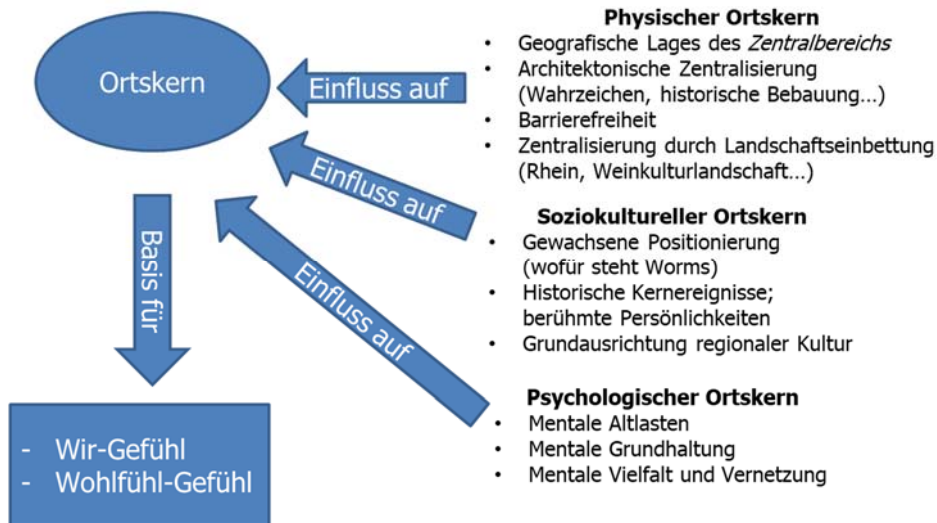 Ortskern
Einfluss auf
Physischer Ortskern
• Geografische Lages des Zentralbereichs
• Architektonische Zentralisierung
(Wahrzeichen, historische Bebauung...)
• Barrierefreiheit
• Zentralisierung durch Landschaftseinbettung
(Rhein, Weinkulturlandschaft...)
Einfluss auf
Soziokultureller Ortskern
• Gewachsene Positionierung
(wofür steht Worms)
• Historische Kernereignisse;
berühmte Persönlichkeiten
• Grundausrichtung regionaler Kultur
Einfluss auf
Psychologischer Ortskern
• Mentale Altlasten
• Mentale Grundhaltung
• Mentale Vielfalt und Vernetzung
Basis für
- Wir-Gefühl
- Wohlfühl-Gefühl